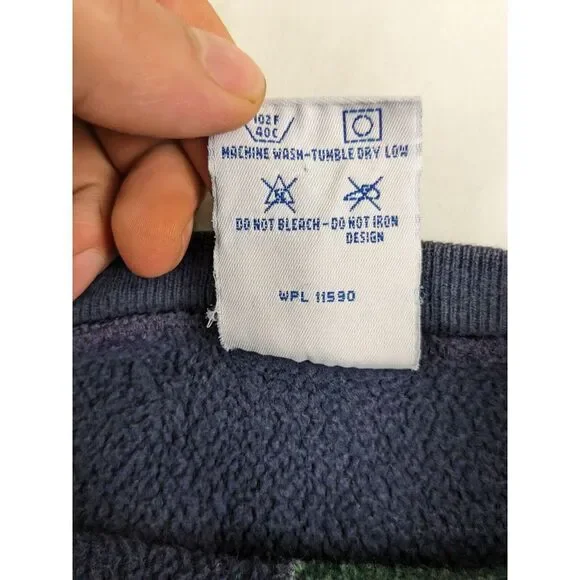 102F
40C
MACHINE WASH-TUMBLE DRY LOW
DO NOT BLEACH-DO NOT IRON
DESIGN
WPL 11590